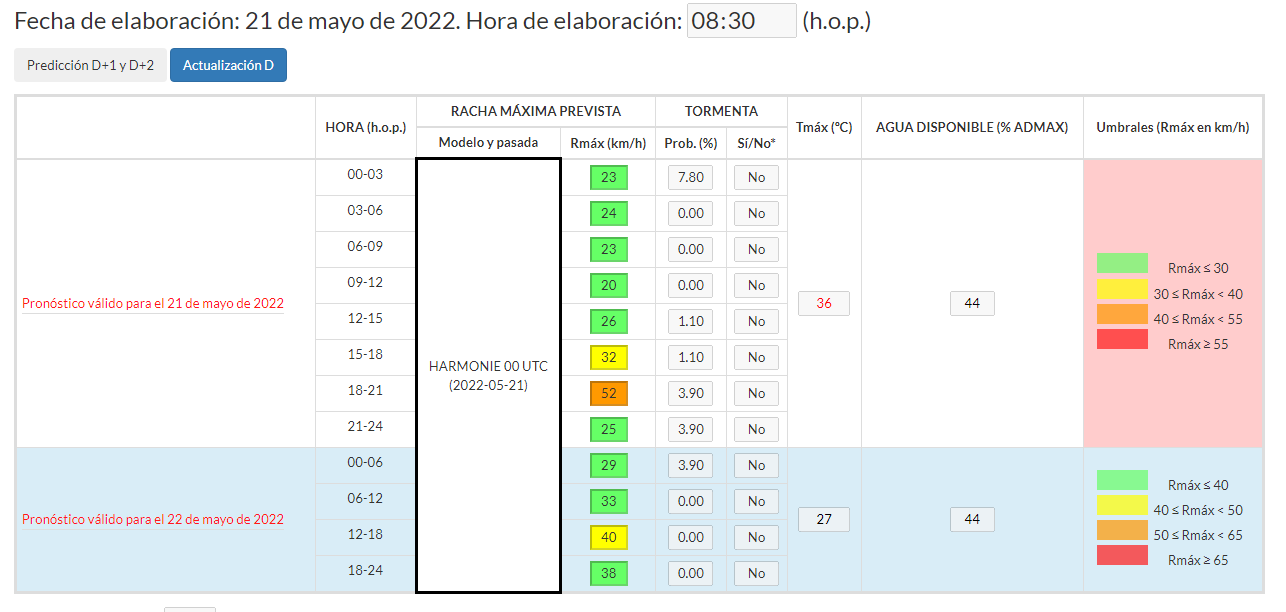 Fecha de elaboración: 21 de mayo de 2022. Hora de elaboración: 08:30 (h.o.p.)
Predicción D+1 y D+2 Actualización D
HORA (h.o.p.) RACHA MÁXIMA PREVISTA TORMENTA Tmáx (ºC) AGUA DISPONIBLE (% ADMAX) Umbrales (Rmáx en km/h)
Modelo y pasada Rmáx (km/h) Prob. (%) Sí/No*
Pronóstico válido para el 21 de mayo de 2022
00-03 23 7.80 No
03-06 24 0.00 No
06-09 23 0.00 No
09-12 20 0.00 No
12-15 26 1.10 No
15-18 32 1.10 No
18-21 52 3.90 No
21-24 25 3.90 No
HARMONIE 00 UTC
(2022-05-21)
36 44
Rmáx ≤ 30
30 ≤ Rmáx < 40
40 ≤ Rmáx < 55
Rmáx ≥ 55
Pronóstico válido para el 22 de mayo de 2022
00-06 29 3.90 No
06-12 33 0.00 No
12-18 40 0.00 No
18-24 38 0.00 No
27 44
Rmáx ≤ 40
40 ≤ Rmáx < 50
50 ≤ Rmáx < 65
Rmáx ≥ 65